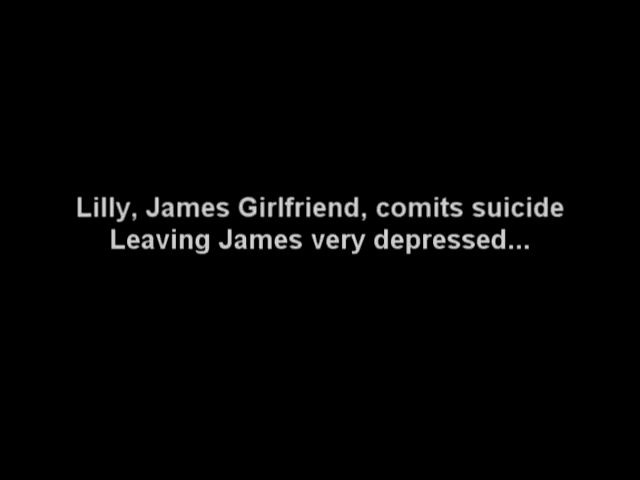 Lilly, James Girlfriend, comits suicide
Leaving James very depressed...